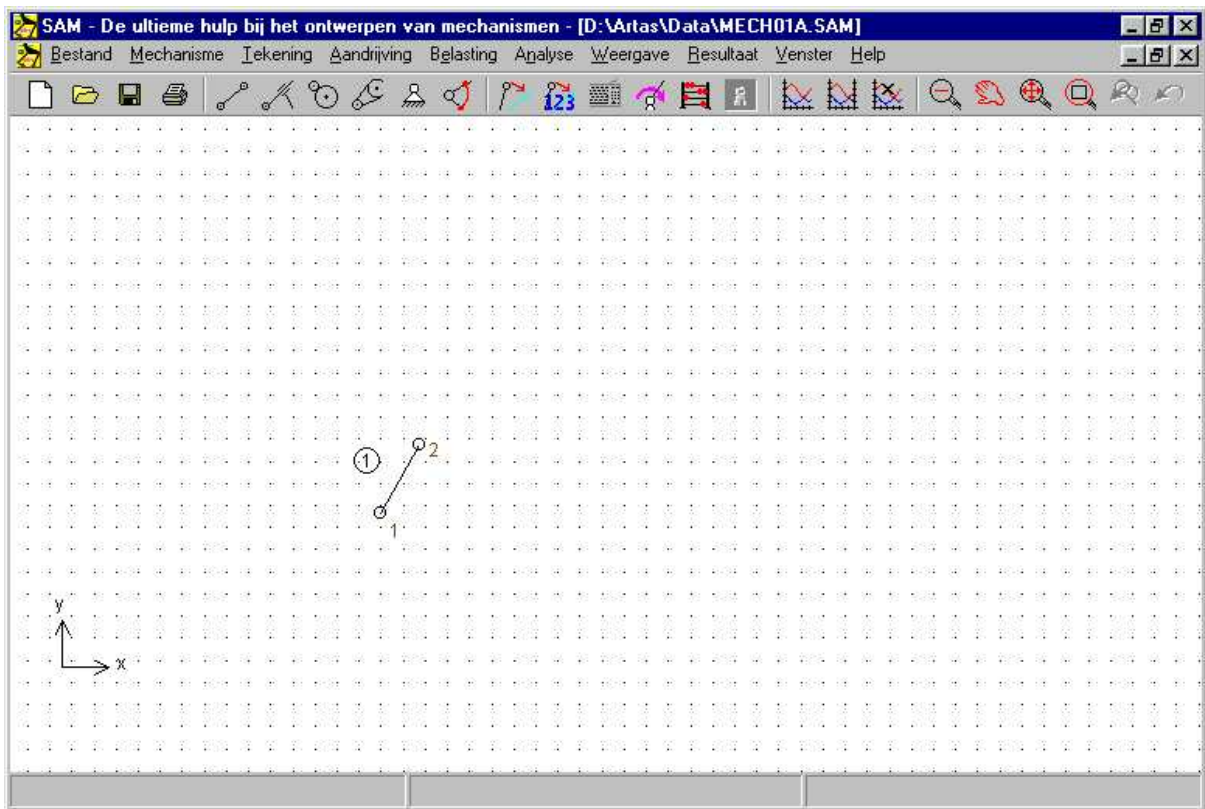 SAM - De ultieme hulp bij het ontwerpen van mechanismen - [D:\Artas\Data\MECH01A.SAM]
Bestand Mechanisme Tekening Aandrijving Belasting Analyse Weergave Resultaat Venster Help
123
1 2
1
y
x